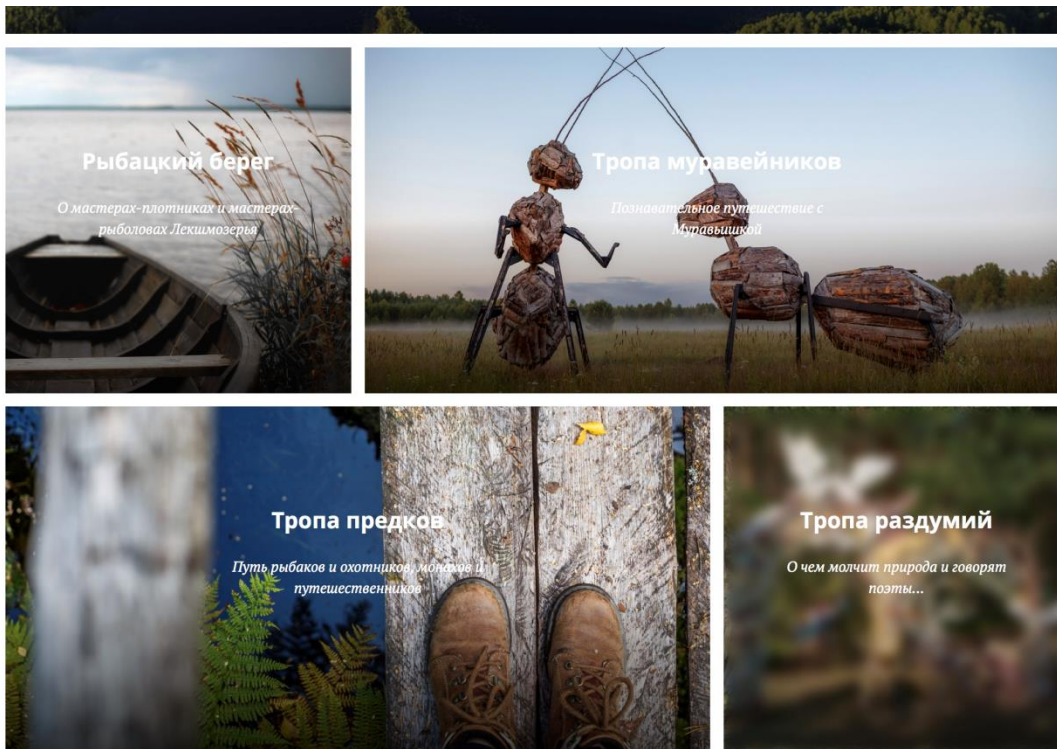 Рыбацкий берег
О мастерах-плотниках и мастерах-
рыболовах Лекшмозерья
Тропа муравейников
Познавательное путешествие с
Муравьишкой
Тропа предков
Путь рыбаков и охотников, монахов и
путешественников
Тропа раздумий
О чем молчит природа и говорят
поэты...